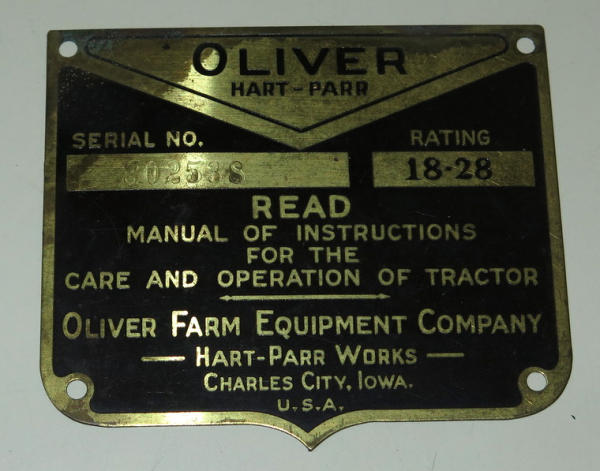 OLIVER
HART-PARR
SERIAL NO. RATING
802538 18-28
READ
MANUAL OF INSTRUCTIONS
FOR THE
CARE AND OPERATION OF TRACTOR
OLIVER FARM EQUIPMENT COMPANY
— HART-PARR WORKS —
CHARLES CITY, IOWA.
U.S.A.